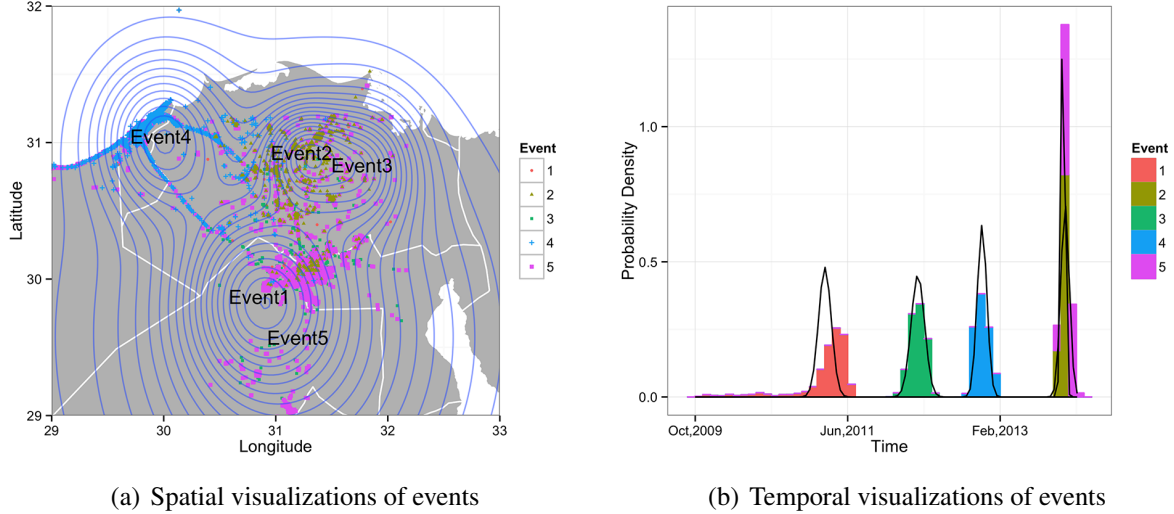 32
31
30
29
Latitude
Event4
Event2
Event3
Event1
Event5
29
30
31
32
33
Longitude
Event
1
2
3
4
5
(a) Spatial visualizations of events
1.0
0.5
0.0
Probability Density
Oct,2009
Jun,2011
Feb,2013
Time
Event
1
2
3
4
5
(b) Temporal visualizations of events